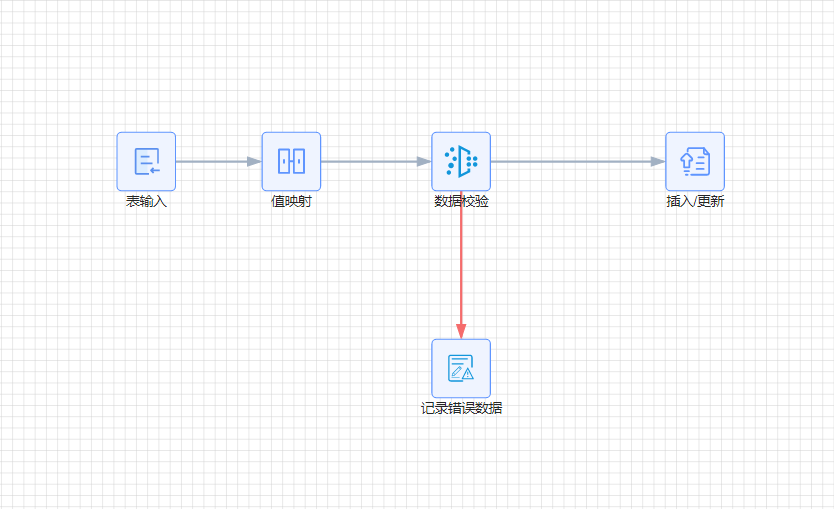 表输入
值映射
数据校验
插入/更新
记录错误数据